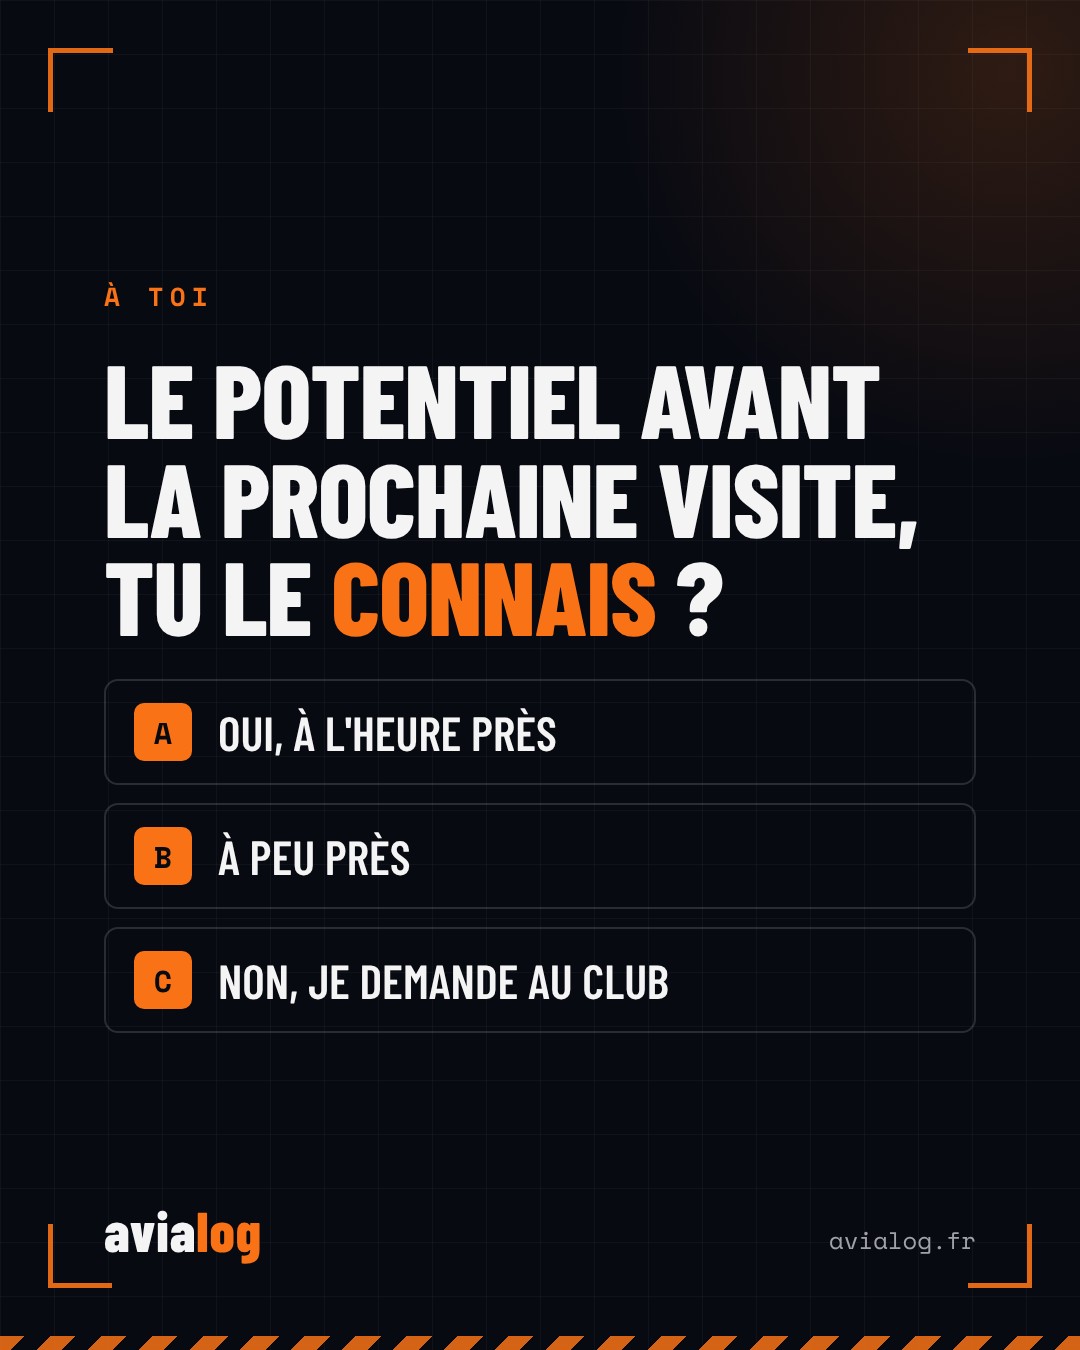 À TOI
LE POTENTIEL AVANT
LA PROCHAINE VISITE,
TU LE CONNAIS ?
A OUI, À L'HEURE PRÈS
B À PEU PRÈS
C NON, JE DEMANDE AU CLUB
avialog avialog.fr